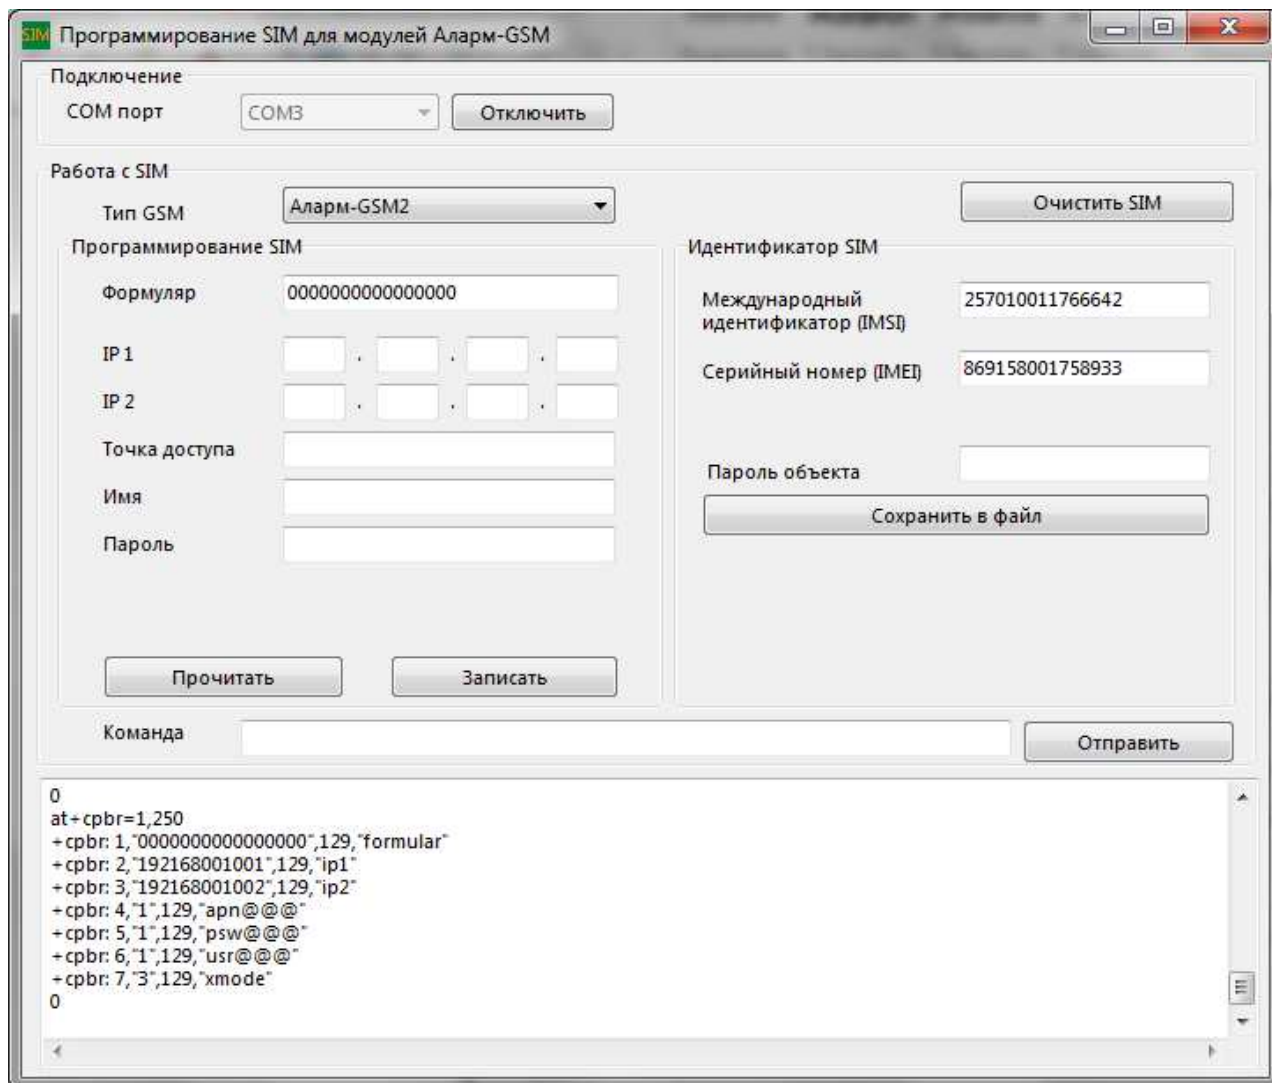 SIM Программирование SIM для модулей Аларм-GSM
Подключение
COM порт COM3 Отключить
Работа с SIM
Тип GSM Аларм-GSM2 Очистить SIM
Программирование SIM
Формуляр 0000000000000000
IP 1 . . .
IP 2 . . .
Точка доступа
Имя
Пароль
Прочитать Записать
Идентификатор SIM
Международный
идентификатор (IMSI) 257010011766642
Серийный номер (IMEI) 869158001758933
Пароль объекта
Сохранить в файл
Команда Отправить
0
at+cpbr=1,250
+cpbr: 1,"0000000000000000",129,"formular"
+cpbr: 2,"192168001001",129,"ip1"
+cpbr: 3,"192168001002",129,"ip2"
+cpbr: 4,"1",129,"apn@@@"
+cpbr: 5,"1",129,"psw@@@"
+cpbr: 6,"1",129,"usr@@@"
+cpbr: 7,"3",129,"xmode"
0